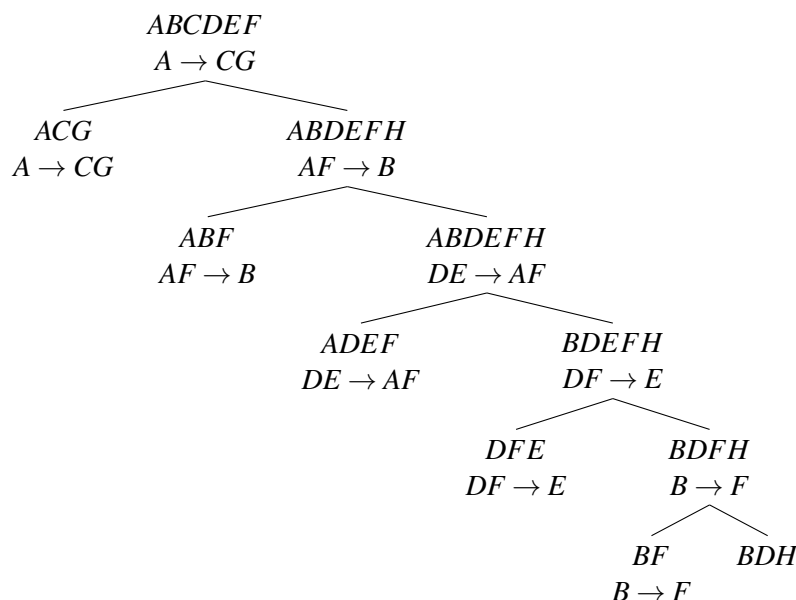 ABCDEF
A → CG
ACG
A → CG
ABDEFH
AF → B
ABF
AF → B
ABDEFH
DE → AF
ADEF
DE → AF
BDEFH
DF → E
DFE
DF → E
BDFH
B → F
BF
B → F
BDH